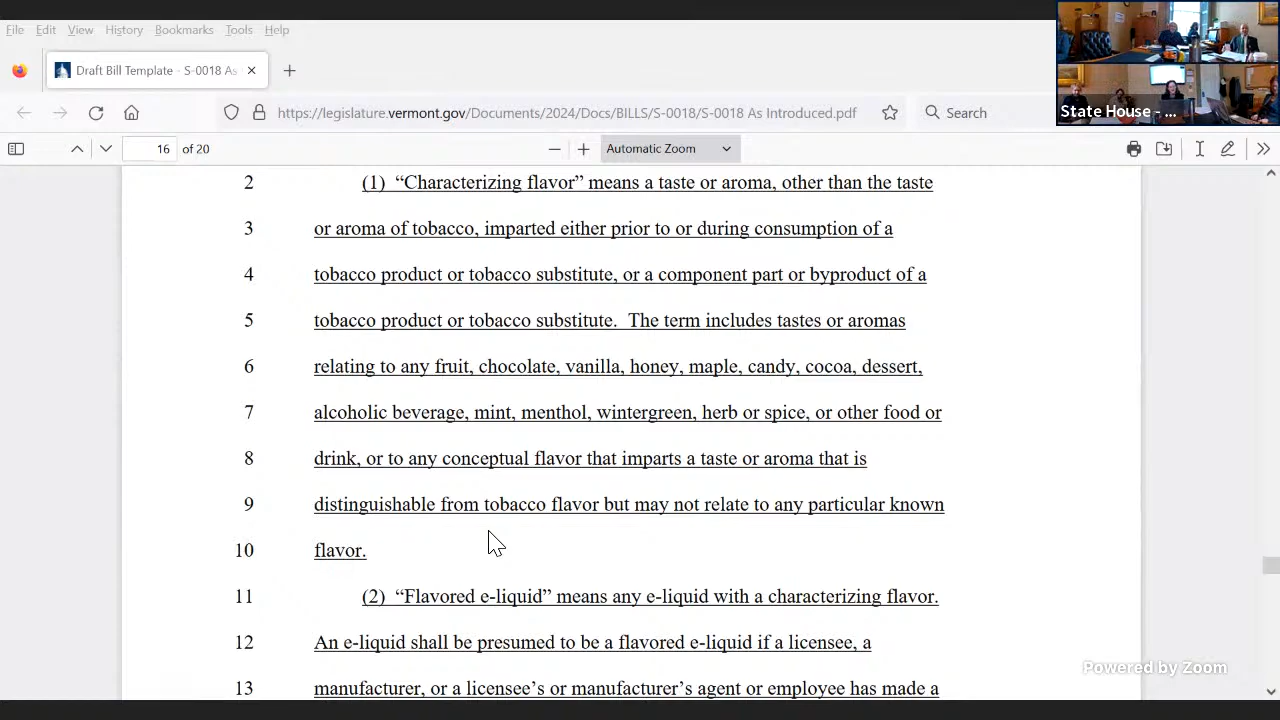 File Edit View History Bookmarks Tools Help
Draft Bill Template - S-0018 As
https://legislature.vermont.gov/Documents/2024/Docs/BILLS/S-0018/S-0018 As Introduced.pdf
Search
State House - ...
16 of 20
Automatic Zoom
2 (1) “Characterizing flavor” means a taste or aroma, other than the taste
3 or aroma of tobacco, imparted either prior to or during consumption of a
4 tobacco product or tobacco substitute, or a component part or byproduct of a
5 tobacco product or tobacco substitute. The term includes tastes or aromas
6 relating to any fruit, chocolate, vanilla, honey, maple, candy, cocoa, dessert,
7 alcoholic beverage, mint, menthol, wintergreen, herb or spice, or other food or
8 drink, or to any conceptual flavor that imparts a taste or aroma that is
9 distinguishable from tobacco flavor but may not relate to any particular known
10 flavor.
11 (2) “Flavored e-liquid” means any e-liquid with a characterizing flavor.
12 An e-liquid shall be presumed to be a flavored e-liquid if a licensee, a
13 manufacturer, or a licensee’s or manufacturer’s agent or employee has made a
Powered by Zoom